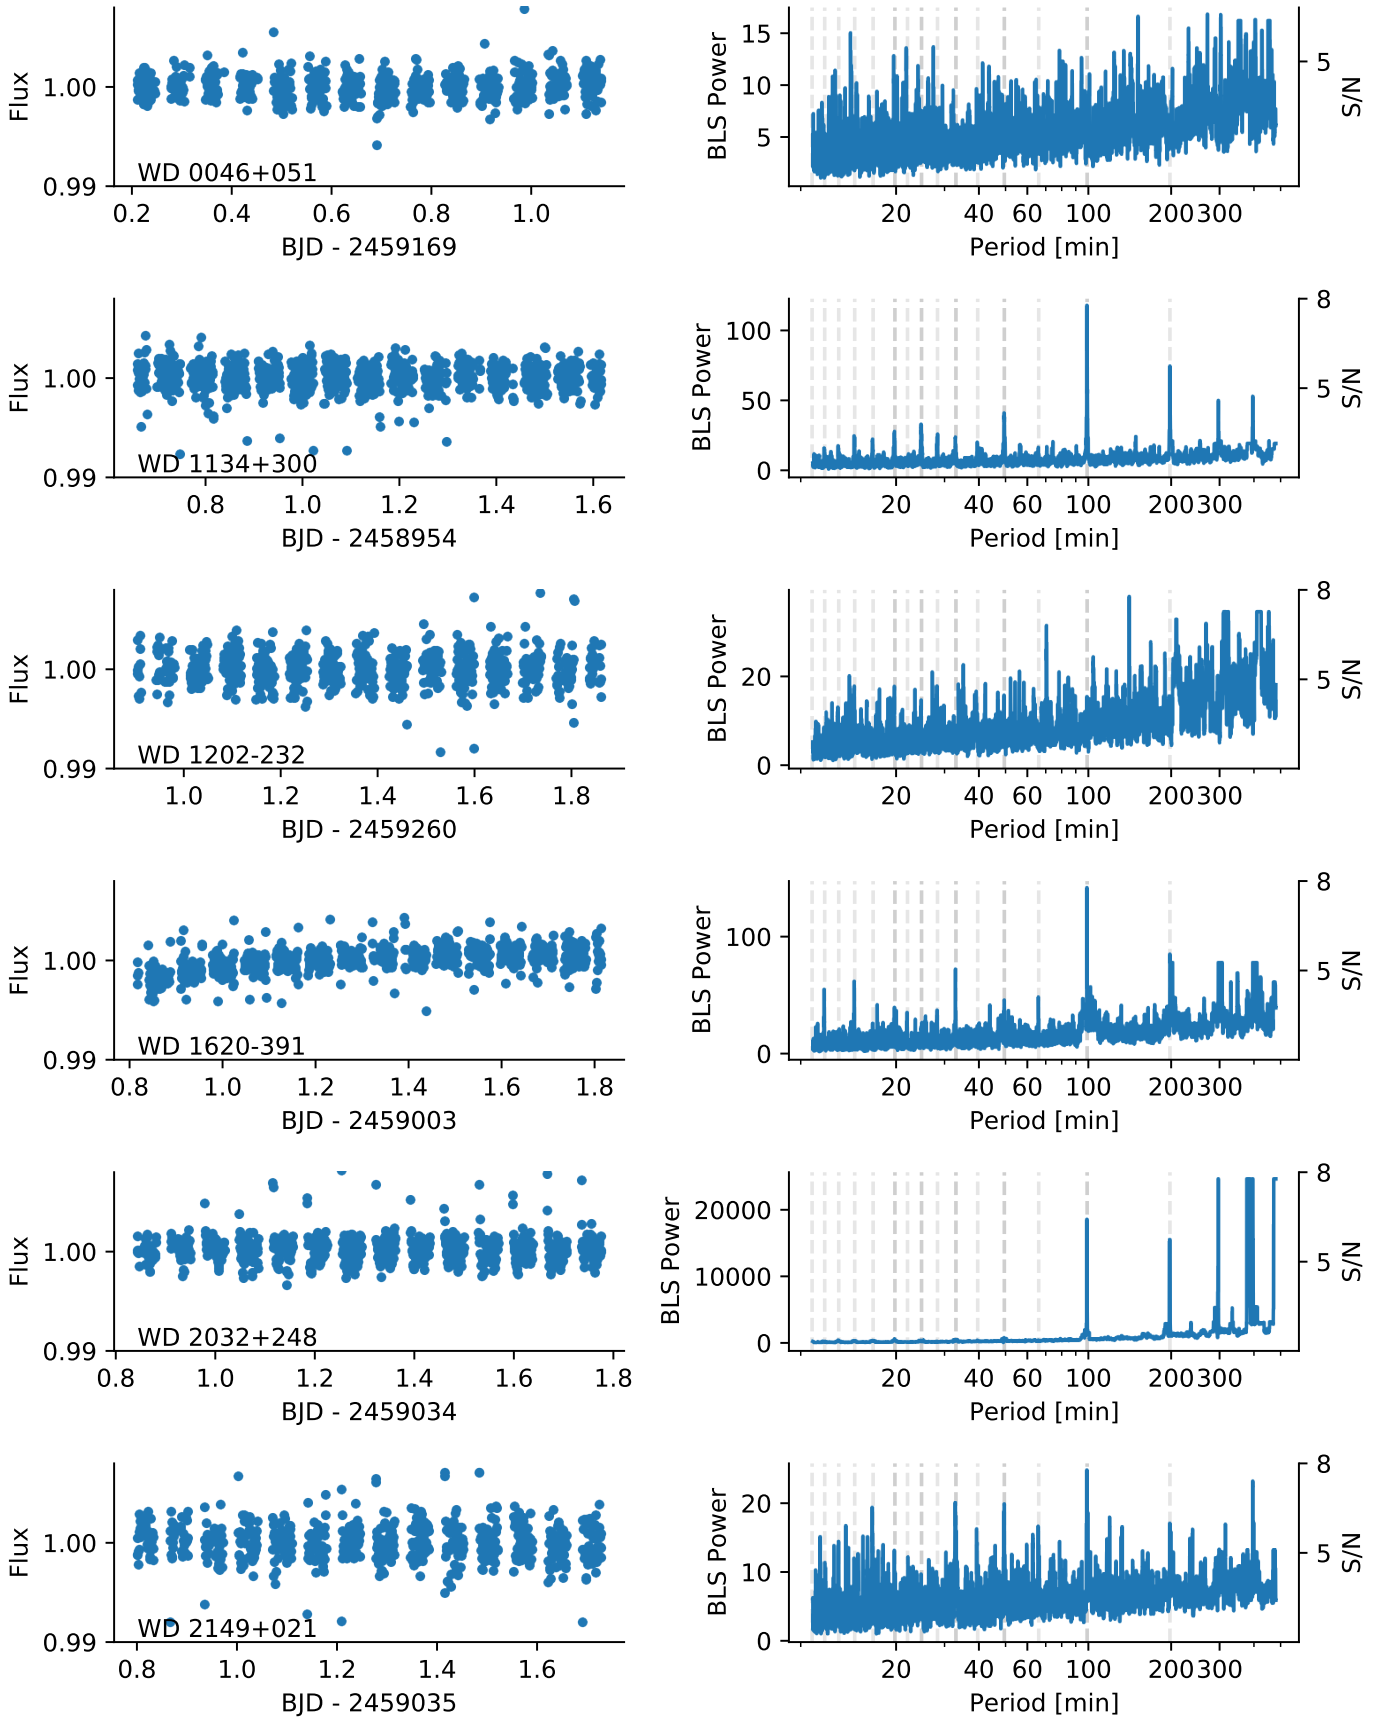 Flux
1.00
0.99
WD 0046+051
0.2 0.4 0.6 0.8 1.0
BJD - 2459169
BLS Power
15
10
5
5
S/N
20 40 60 100 200 300
Period [min]
Flux
1.00
0.99
WD 1134+300
0.8 1.0 1.2 1.4 1.6
BJD - 2458954
BLS Power
100
50
0
8
5
S/N
20 40 60 100 200 300
Period [min]
Flux
1.00
0.99
WD 1202-232
1.0 1.2 1.4 1.6 1.8
BJD - 2459260
BLS Power
20
0
8
5
S/N
20 40 60 100 200 300
Period [min]
Flux
1.00
0.99
WD 1620-391
0.8 1.0 1.2 1.4 1.6 1.8
BJD - 2459003
BLS Power
100
0
8
5
S/N
20 40 60 100 200 300
Period [min]
Flux
1.00
0.99
WD 2032+248
0.8 1.0 1.2 1.4 1.6 1.8
BJD - 2459034
BLS Power
20000
10000
0
8
5
S/N
20 40 60 100 200 300
Period [min]
Flux
1.00
0.99
WD 2149+021
0.8 1.0 1.2 1.4 1.6
BJD - 2459035
BLS Power
20
10
0
8
5
S/N
20 40 60 100 200 300
Period [min]